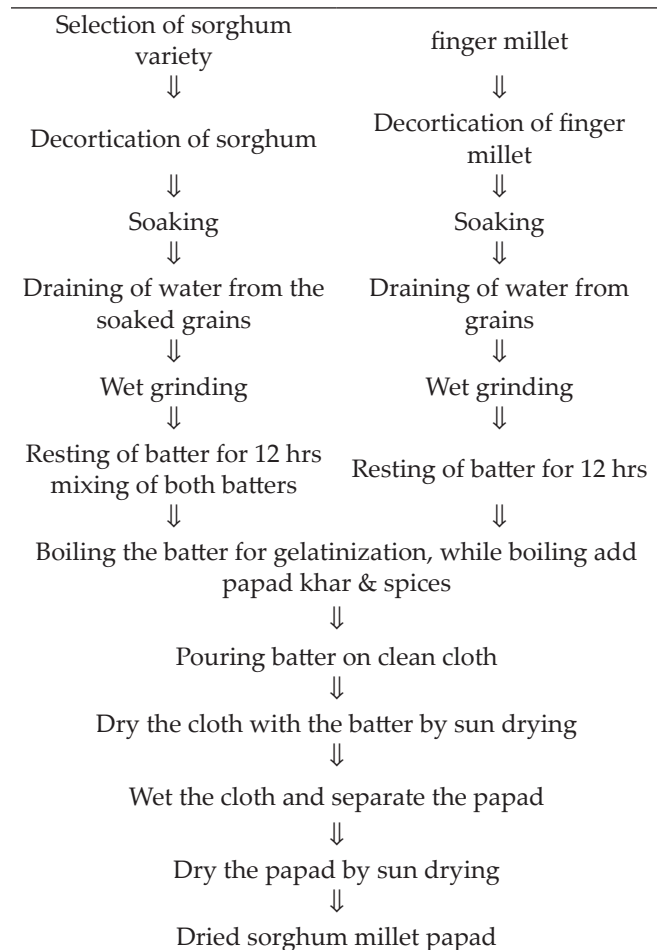 Selection of sorghum
variety
finger millet
⇓
⇓
Decortication of sorghum
Decortication of finger
millet
⇓
⇓
Soaking
Soaking
⇓
⇓
Draining of water from the
soaked grains
Draining of water from
grains
⇓
⇓
Wet grinding
Wet grinding
⇓
⇓
Resting of batter for 12 hrs
mixing of both batters
Resting of batter for 12 hrs
⇓
⇓
Boiling the batter for gelatinization, while boiling add
papad khar & spices
⇓
Pouring batter on clean cloth
⇓
Dry the cloth with the batter by sun drying
⇓
Wet the cloth and separate the papad
⇓
Dry the papad by sun drying
⇓
Dried sorghum millet papad